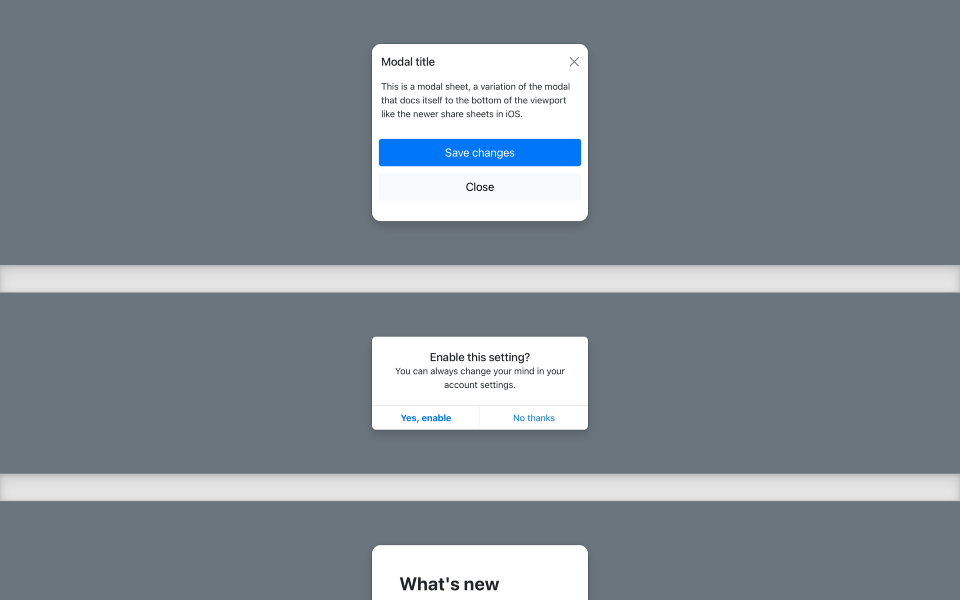 Modal title
This is a modal sheet, a variation of the modal
that docs itself to the bottom of the viewport
like the newer share sheets in iOS.
Save changes
Close
Enable this setting?
You can always change your mind in your
account settings.
Yes, enable
No thanks
What's new